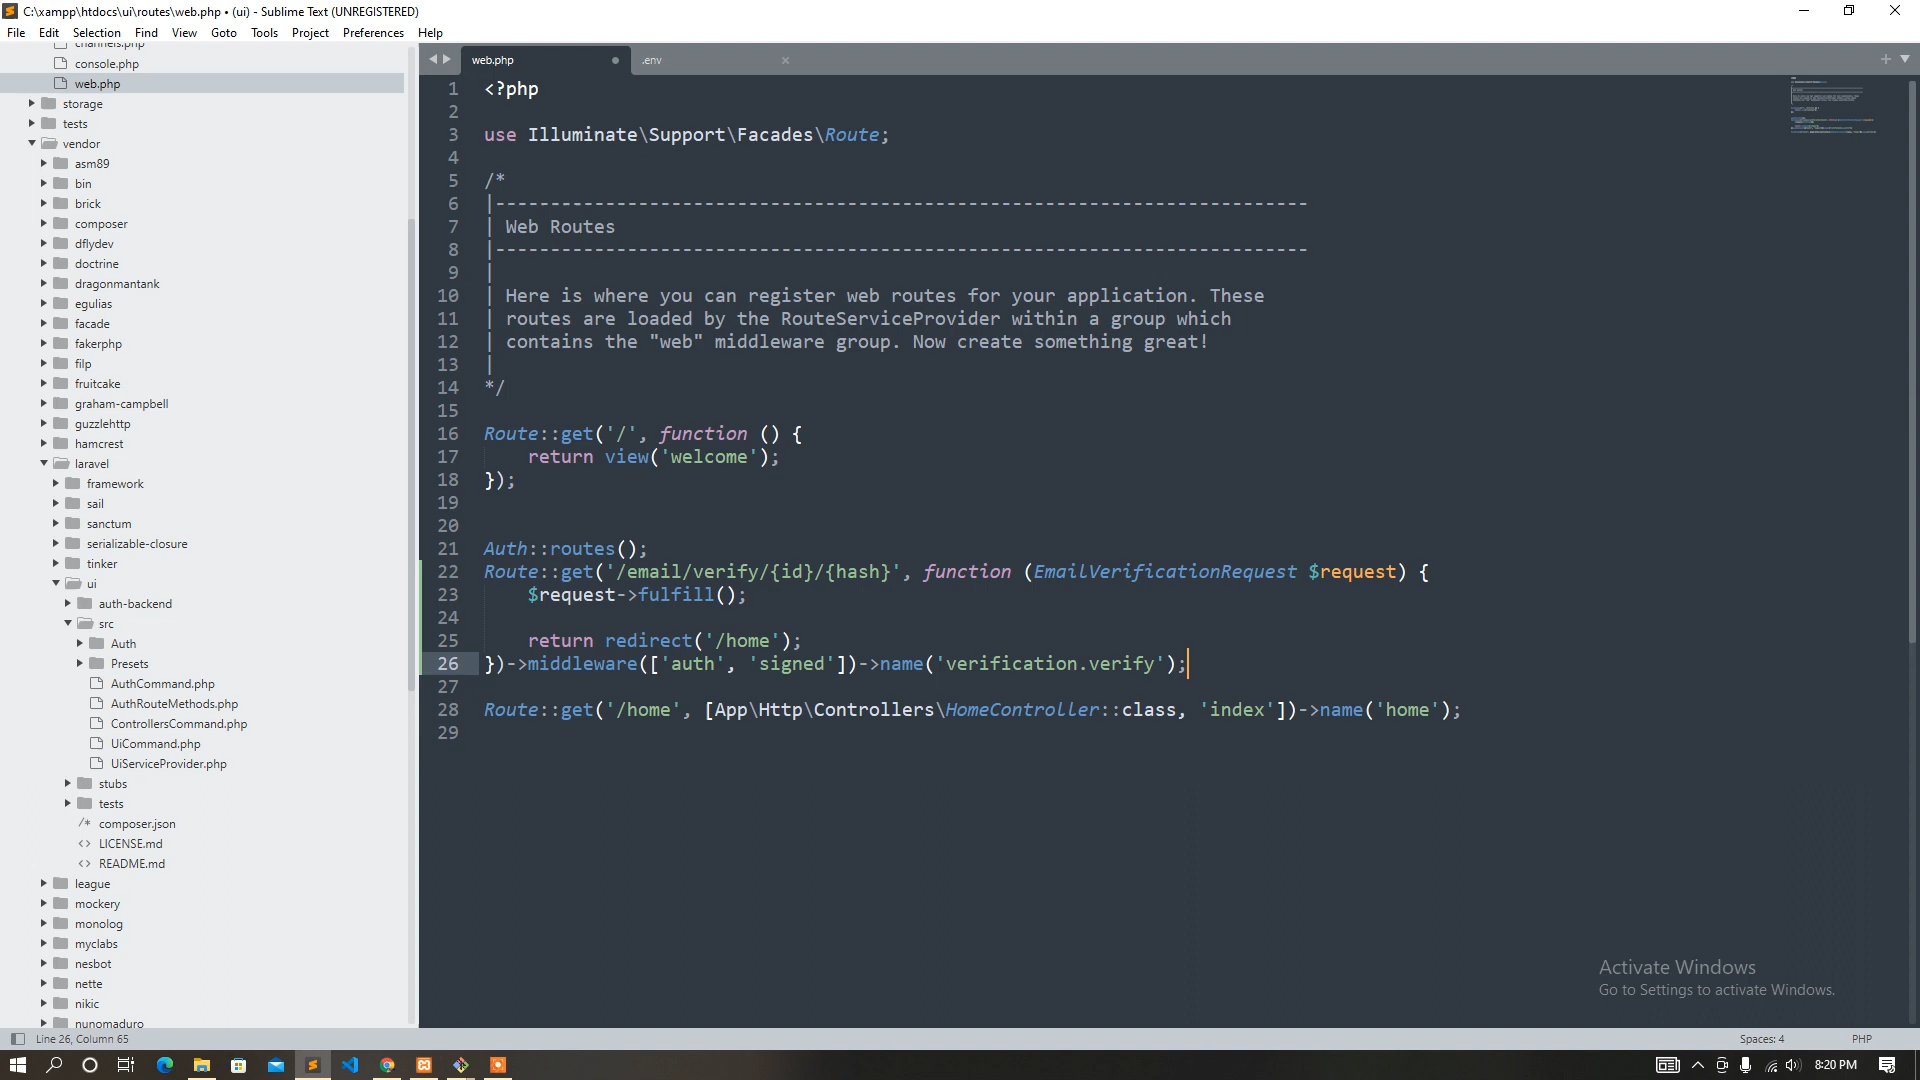 C:\xampp\htdocs\ui\routes\web.php • (ui) - Sublime Text (UNREGISTERED)
File Edit Selection Find View Goto Tools Project Preferences Help
channels.php
console.php
web.php
storage
tests
vendor
asm89
bin
brick
composer
dflydev
doctrine
dragonmantank
egulias
facade
fakerphp
filp
fruitcake
graham-campbell
guzzlehttp
hamcrest
laravel
framework
sail
sanctum
serializable-closure
tinker
ui
auth-backend
src
Auth
Presets
AuthCommand.php
AuthRouteMethods.php
ControllersCommand.php
UiCommand.php
UiServiceProvider.php
stubs
tests
composer.json
LICENSE.md
README.md
league
mockery
monolog
myclabs
nesbot
nette
nikic
nunomaduro
web.php .env
1 <?php
2
3 use Illuminate\Support\Facades\Route;
4
5 /*
6 |--------------------------------------------------------------------------
7 | Web Routes
8 |--------------------------------------------------------------------------
9 |
10 | Here is where you can register web routes for your application. These
11 | routes are loaded by the RouteServiceProvider within a group which
12 | contains the "web" middleware group. Now create something great!
13 |
14 */
15
16 Route::get('/', function () {
17     return view('welcome');
18 });
19
20
21 Auth::routes();
22 Route::get('/email/verify/{id}/{hash}', function (EmailVerificationRequest $request) {
23     $request->fulfill();
24
25     return redirect('/home');
26 })->middleware(['auth', 'signed'])->name('verification.verify');
27
28 Route::get('/home', [App\Http\Controllers\HomeController::class, 'index'])->name('home');
29
Activate Windows
Go to Settings to activate Windows.
Line 26, Column 65
Spaces: 4 PHP
8:20 PM